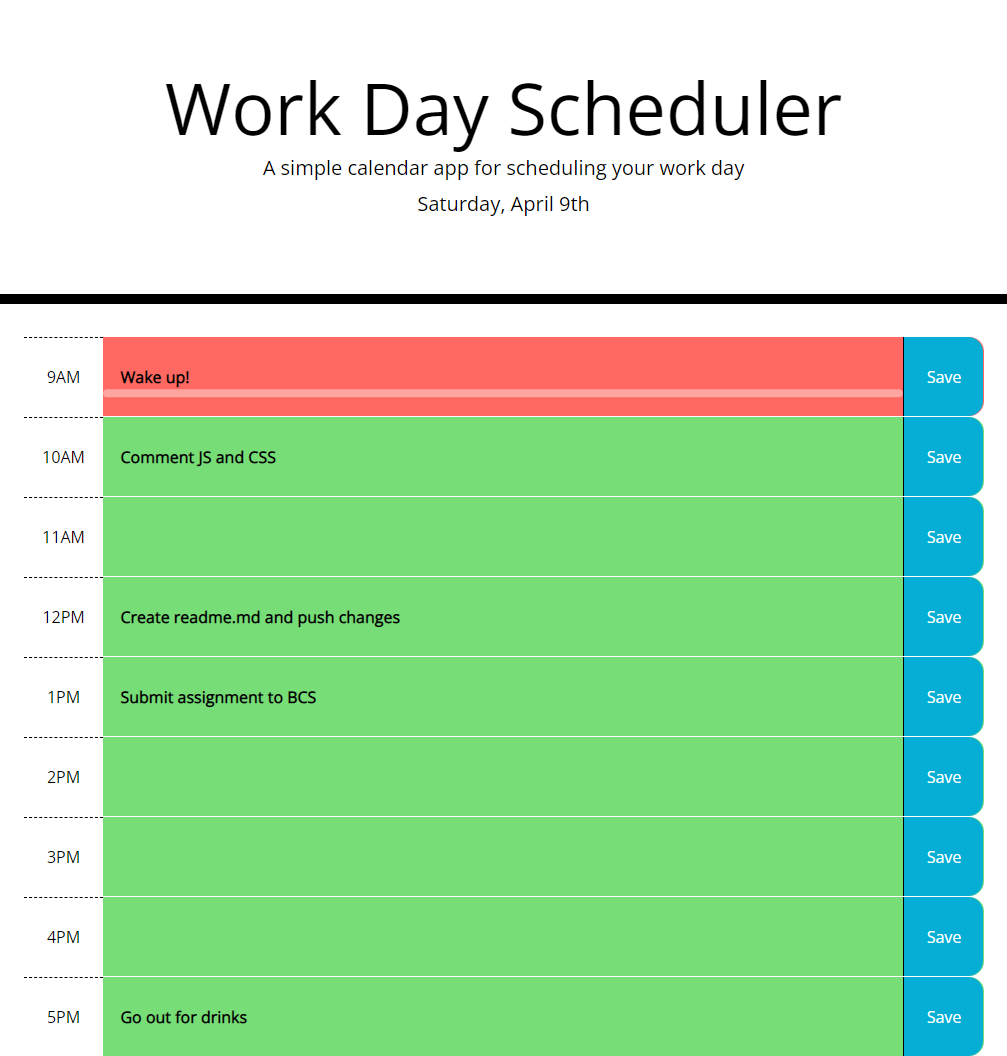 Work Day Scheduler
A simple calendar app for scheduling your work day
Saturday, April 9th
9AM Wake up! Save
10AM Comment JS and CSS Save
11AM Save
12PM Create readme.md and push changes Save
1PM Submit assignment to BCS Save
2PM Save
3PM Save
4PM Save
5PM Go out for drinks Save